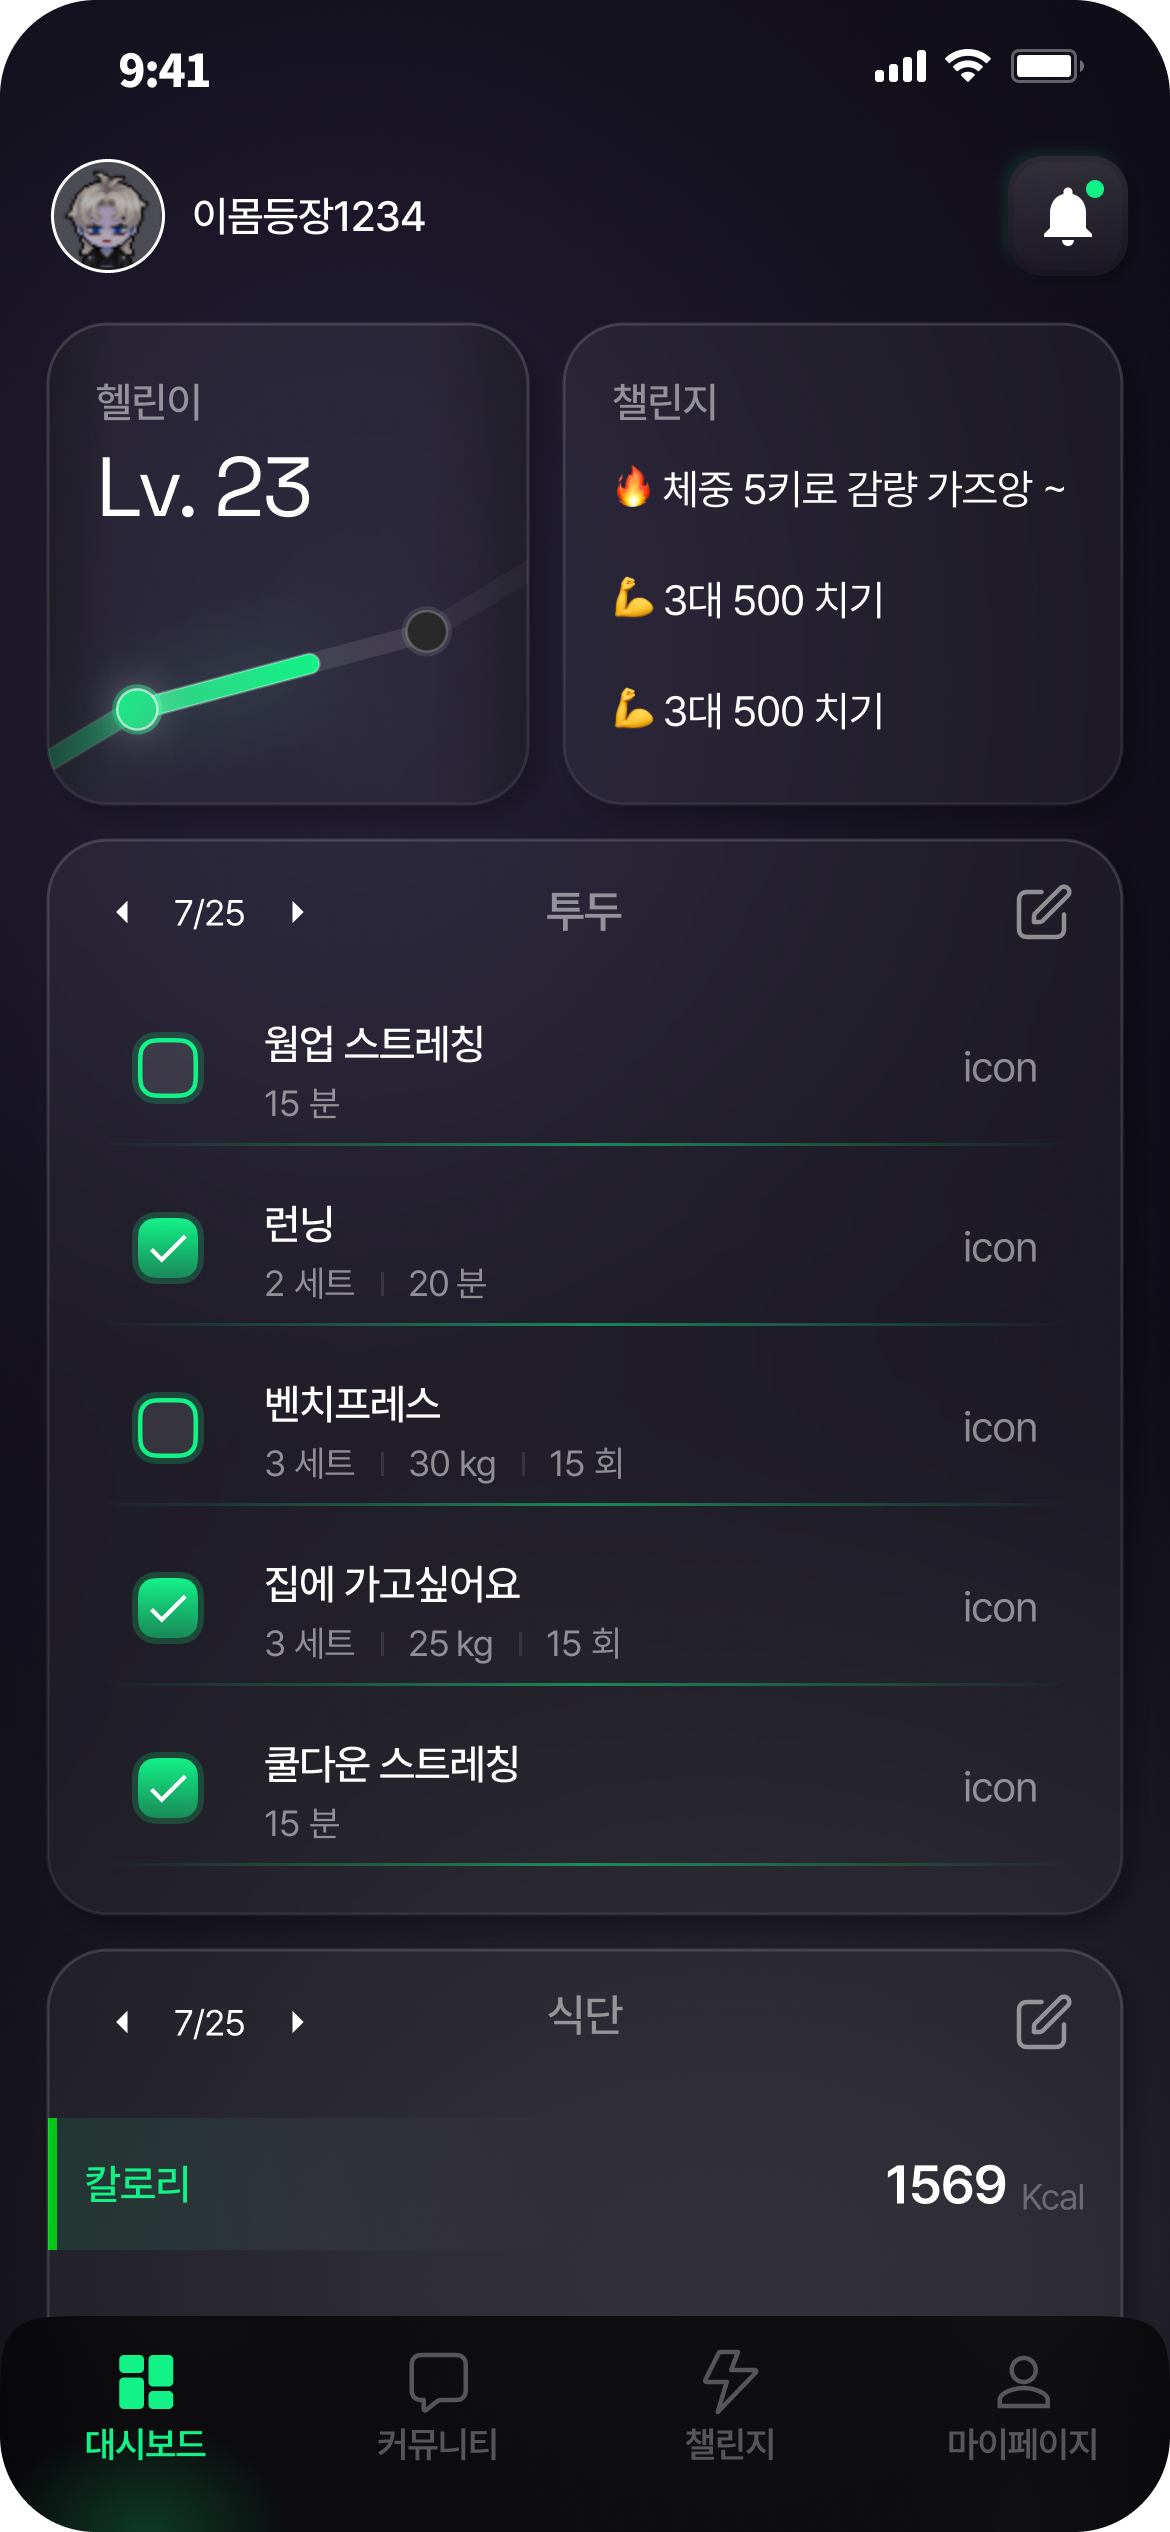 9:41
이몸등장1234
헬린이
Lv. 23
챌린지
🔥 체중 5키로 감량 가즈앙 ~
💪 3대 500 치기
💪 3대 500 치기
7/25
투두
웜업 스트레칭
15 분
icon
런닝
2 세트 | 20 분
icon
벤치프레스
3 세트 | 30 kg | 15 회
icon
집에 가고싶어요
3 세트 | 25 kg | 15 회
icon
쿨다운 스트레칭
15 분
icon
7/25
식단
칼로리
1569 Kcal
대시보드
커뮤니티
챌린지
마이페이지